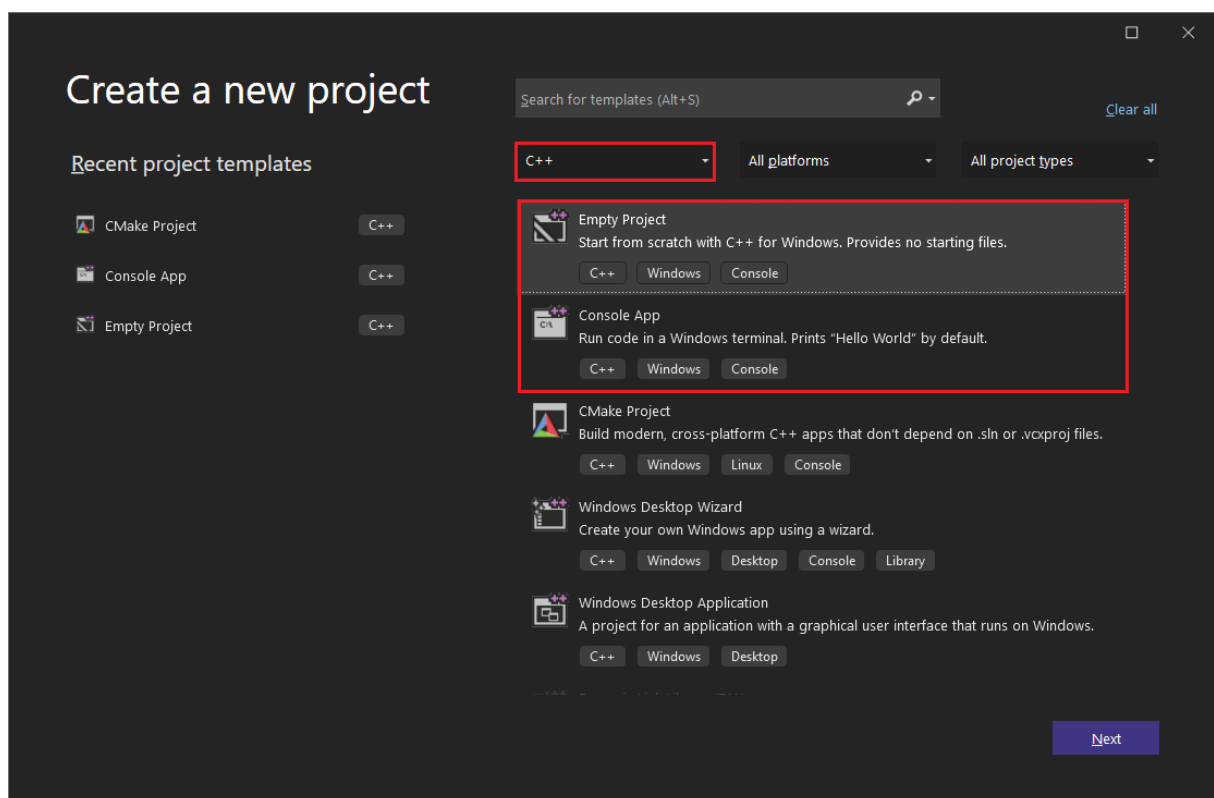 Create a new project
Search for templates (Alt+S)
Clear all
Recent project templates
C++
All platforms
All project types
CMake Project
C++
Console App
C++
Empty Project
C++
Empty Project
Start from scratch with C++ for Windows. Provides no starting files.
C++ Windows Console
Console App
Run code in a Windows terminal. Prints "Hello World" by default.
C++ Windows Console
CMake Project
Build modern, cross-platform C++ apps that don't depend on .sln or .vcxproj files.
C++ Windows Linux Console
Windows Desktop Wizard
Create your own Windows app using a wizard.
C++ Windows Desktop Console Library
Windows Desktop Application
A project for an application with a graphical user interface that runs on Windows.
C++ Windows Desktop
Next